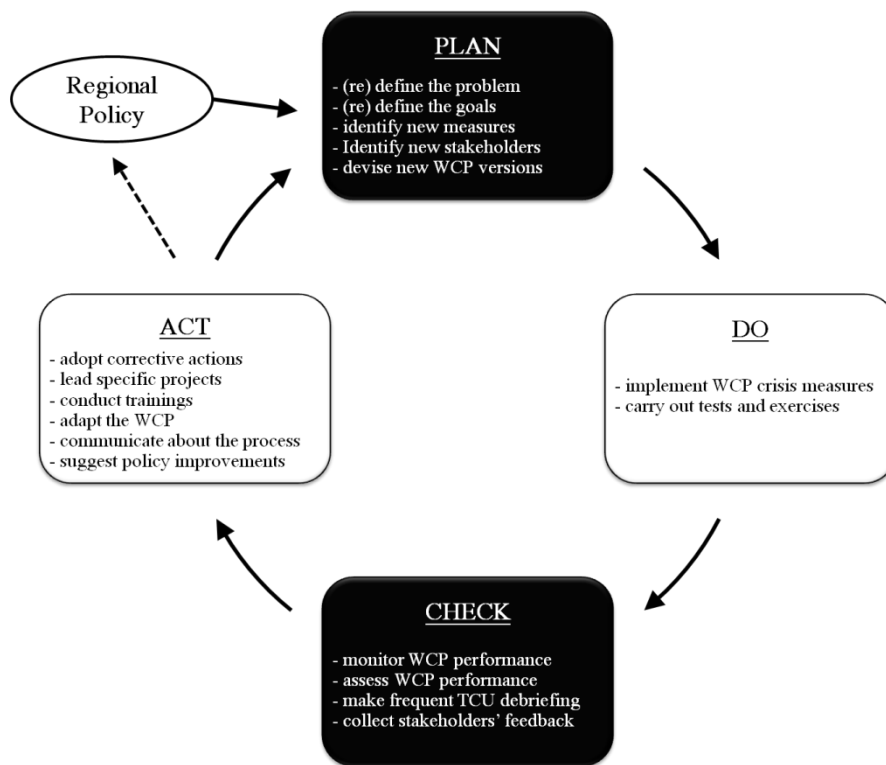 PLAN
- (re) define the problem
- (re) define the goals
- identify new measures
- Identify new stakeholders
- devise new WCP versions
Regional
Policy
ACT
- adopt corrective actions
- lead specific projects
- conduct trainings
- adapt the WCP
- communicate about the process
- suggest policy improvements
DO
- implement WCP crisis measures
- carry out tests and exercises
CHECK
- monitor WCP performance
- assess WCP performance
- make frequent TCU debriefing
- collect stakeholders’ feedback